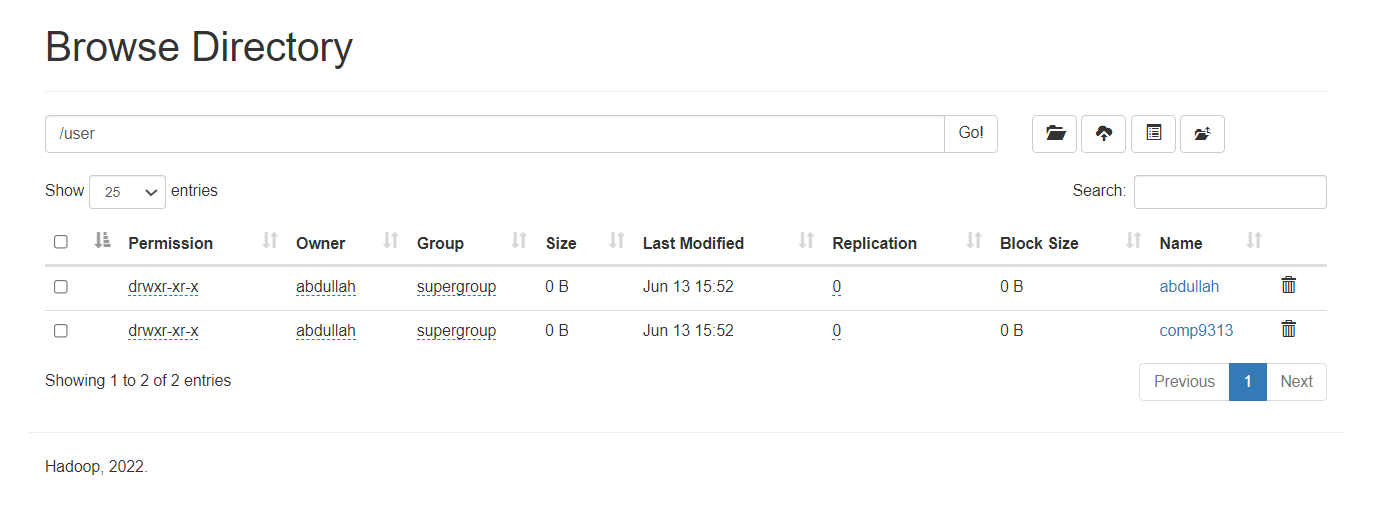 Browse Directory
/user Go!
Show 25 entries Search:
Permission Owner Group Size Last Modified Replication Block Size Name
drwxr-xr-x abdullah supergroup 0 B Jun 13 15:52 0 0 B abdullah
drwxr-xr-x abdullah supergroup 0 B Jun 13 15:52 0 0 B comp9313
Showing 1 to 2 of 2 entries Previous 1 Next
Hadoop, 2022.